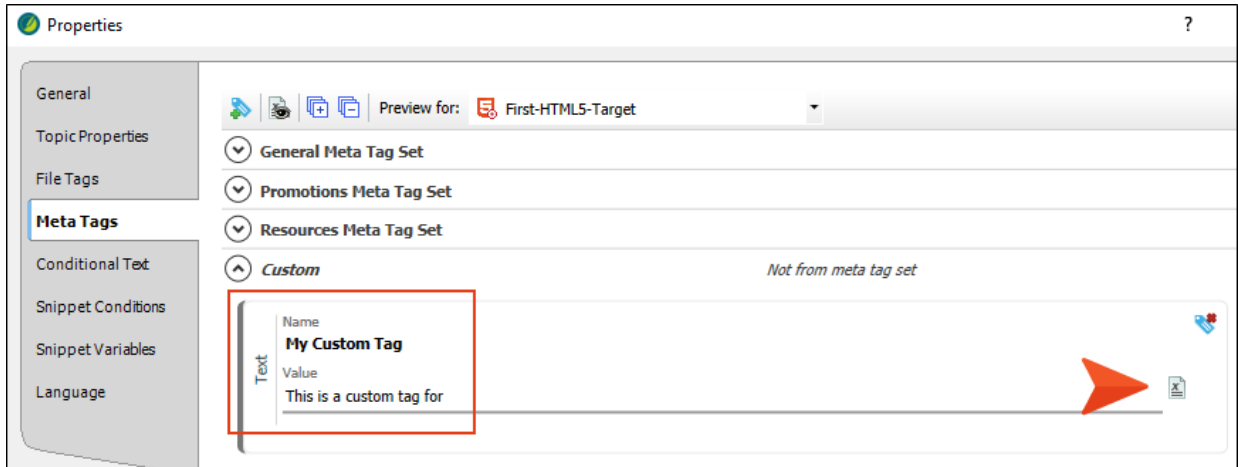 Properties
?
General
Topic Properties
File Tags
Meta Tags
Conditional Text
Snippet Conditions
Snippet Variables
Language
Preview for: First-HTML5-Target
General Meta Tag Set
Promotions Meta Tag Set
Resources Meta Tag Set
Custom Not from meta tag set
Text
Name
My Custom Tag
Value
This is a custom tag for